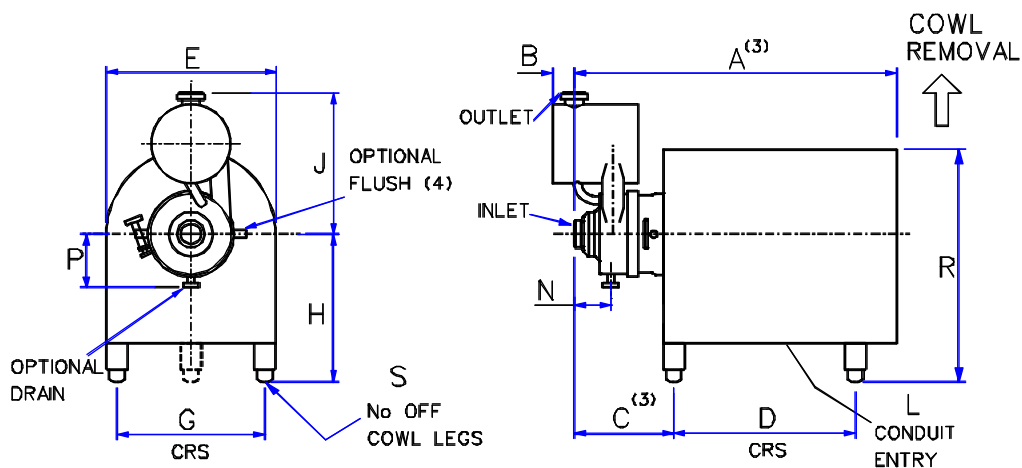 E
J
OPTIONAL
FLUSH (4)
P
H
OPTIONAL
DRAIN
G
CRS
S
No OFF
COWL LEGS
B
A (3)
COWL
REMOVAL
OUTLET
INLET
N
R
C (3)
D
CRS
L
CONDUIT
ENTRY